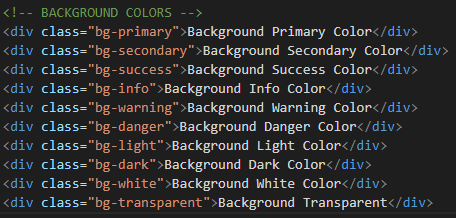 <!-- BACKGROUND COLORS -->
<div class="bg-primary">Background Primary Color</div>
<div class="bg-secondary">Background Secondary Color</div>
<div class="bg-success">Background Success Color</div>
<div class="bg-info">Background Info Color</div>
<div class="bg-warning">Background Warning Color</div>
<div class="bg-danger">Background Danger Color</div>
<div class="bg-light">Background Light Color</div>
<div class="bg-dark">Background Dark Color</div>
<div class="bg-white">Background White Color</div>
<div class="bg-transparent">Background Transparent</div>